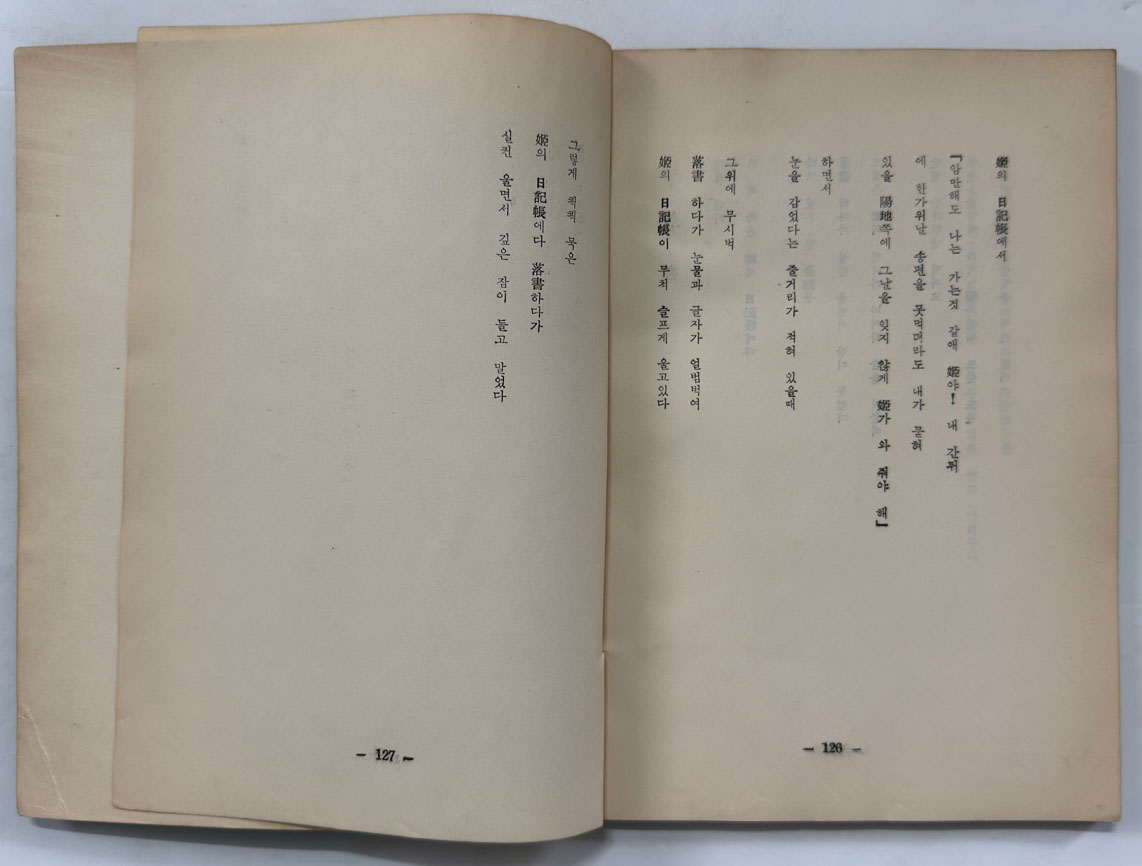 姬의 日記帳에서
『암만해도 나는 가는것 같애 姬야! 내 간뒤
에 한가위날 송편을 못먹더라도 내가 묻혀
있을 陽地쪽에 그날을 잊지 않게 姬가 와 줘야 해』
하면서
눈을 감었다는 줄거리가 적혀 있을때
그위에 무시벅
落書 하다가 눈물과 글자가 얼범벅여
姬의 日記帳이 무척 슬프게 울고있다
— 126 —
그렇게 퀵퀵 묵은
姬의 日記帳에다 落書하다가
실컨 울면서 깊은 잠이 들고 말었다
— 127 —